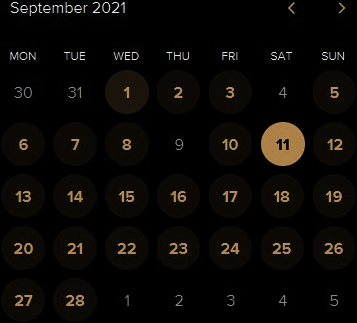 September 2021
MON TUE WED THU FRI SAT SUN
30 31 1 2 3 4 5
6 7 8 9 10 11 12
13 14 15 16 17 18 19
20 21 22 23 24 25 26
27 28 1 2 3 4 5